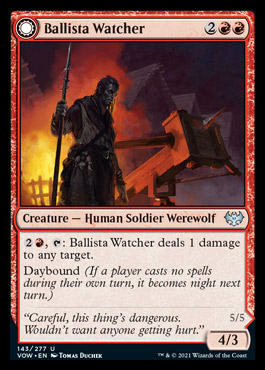 Ballista Watcher 2
Creature — Human Soldier Werewolf
2, : Ballista Watcher deals 1 damage
to any target.
Daybound (If a player casts no spells
during their own turn, it becomes night next
turn.)
“Careful, this thing’s dangerous.
Wouldn’t want anyone getting hurt.”
5/5
4/3
143/277 U
VOW • EN Tomas Duchek
™ & © 2021 Wizards of the Coast